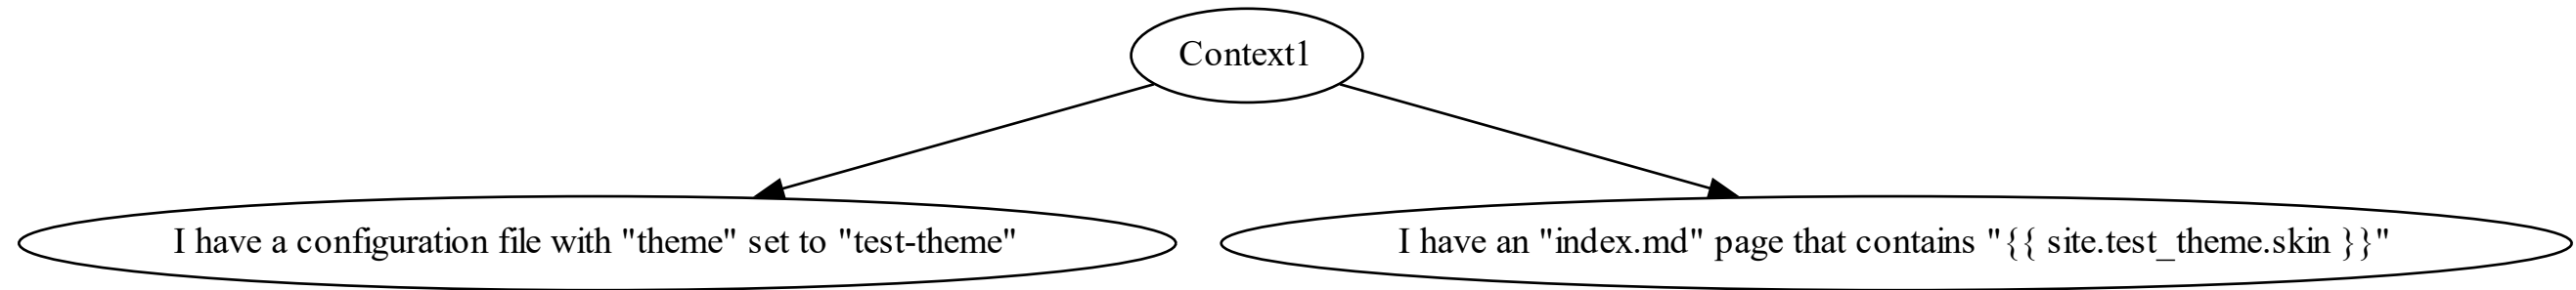 Context1
I have a configuration file with "theme" set to "test-theme"
I have an "index.md" page that contains "{{ site.test_theme.skin }}"